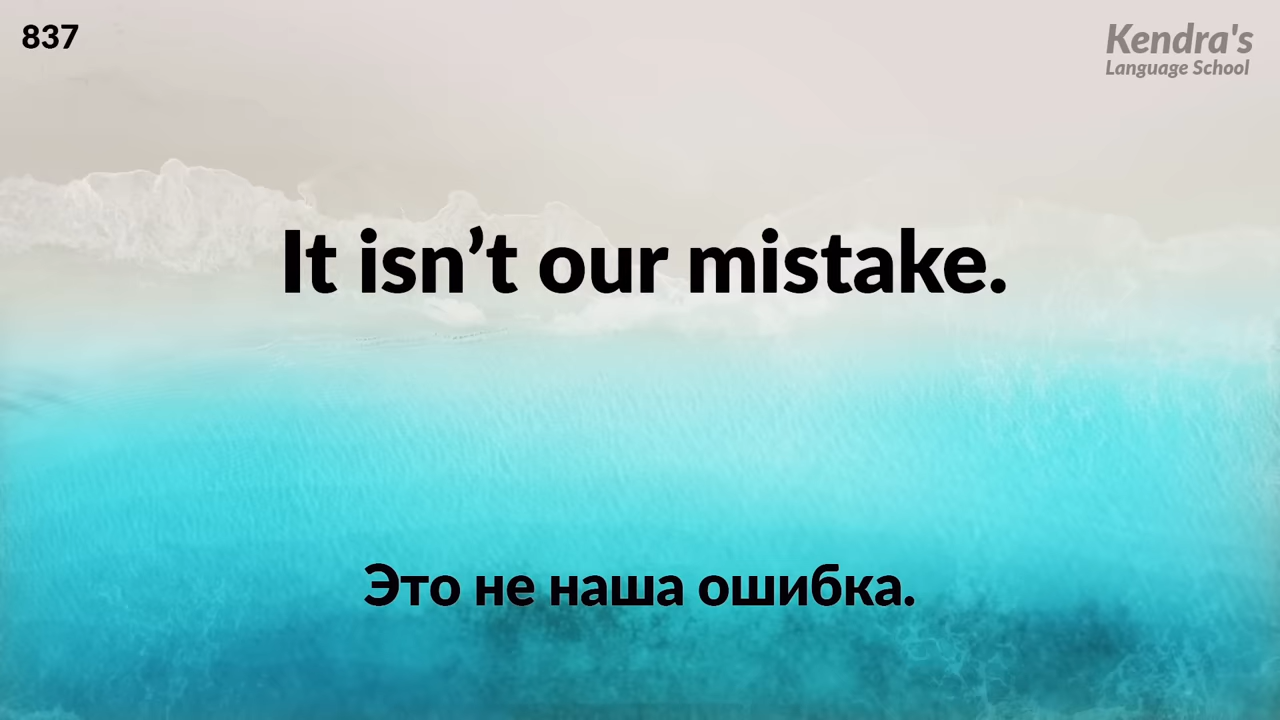 837
Kendra's
Language School
It isn’t our mistake.
Это не наша ошибка.